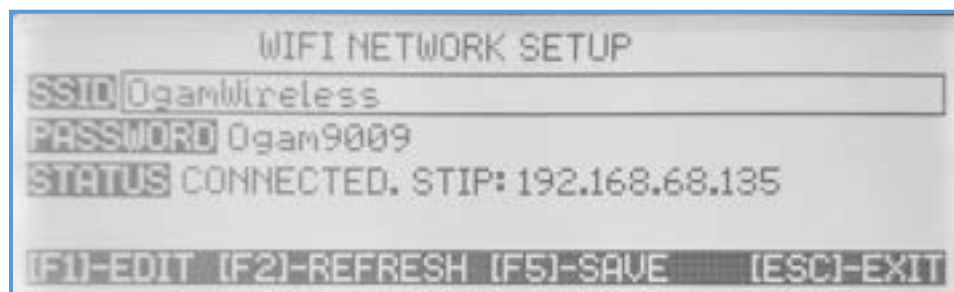 WIFI NETWORK SETUP
SSID OgamWireless
PASSWORD Ogam9009
STATUS CONNECTED. STIP: 192.168.68.135
[F1]-EDIT [F2]-REFRESH [F5]-SAVE [ESC]-EXIT